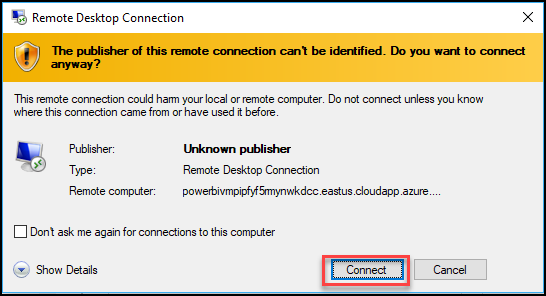 Remote Desktop Connection
The publisher of this remote connection can't be identified. Do you want to connect
anyway?
This remote connection could harm your local or remote computer. Do not connect unless you know
where this connection came from or have used it before.
Publisher: Unknown publisher
Type: Remote Desktop Connection
Remote computer: powerbivmpipfyf5mynwkdcc.eastus.cloudapp.azure....
Don't ask me again for connections to this computer
Show Details Connect Cancel